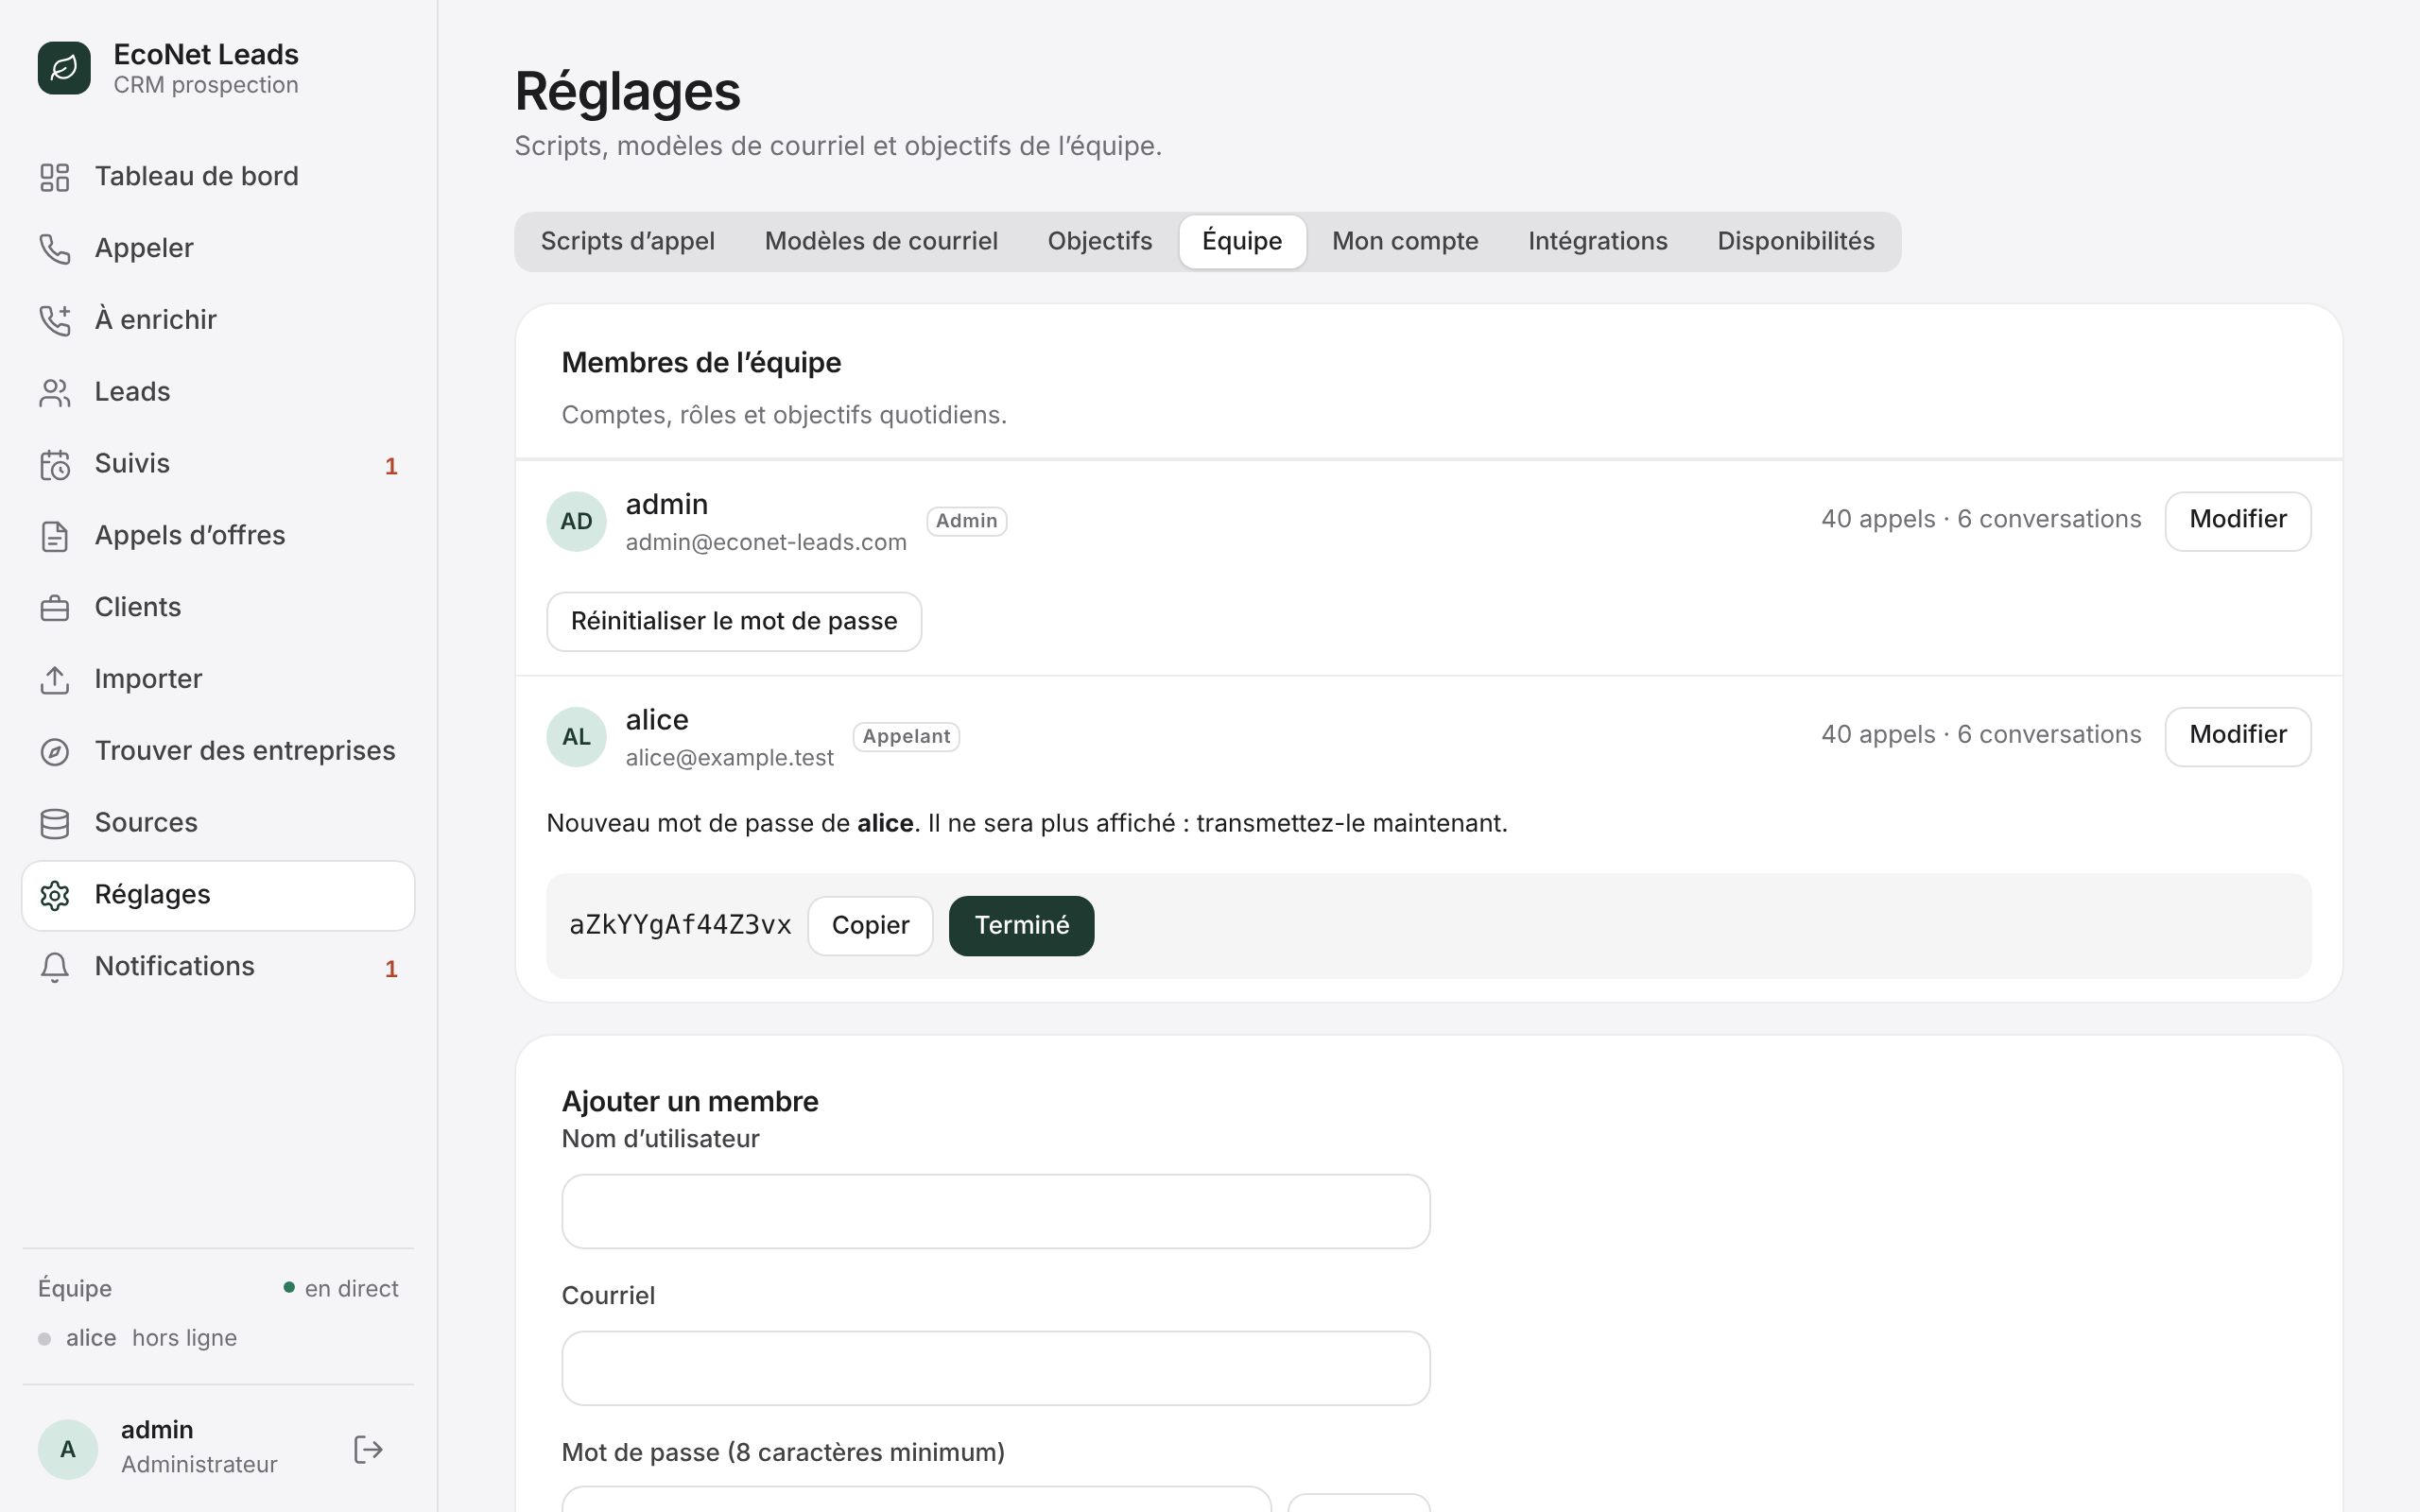 EcoNet Leads
CRM prospection
Tableau de bord
Appeler
À enrichir
Leads
Suivis 1
Appels d’offres
Clients
Importer
Trouver des entreprises
Sources
Réglages
Notifications 1
Équipe en direct
alice hors ligne
A
admin
Administrateur
Réglages
Scripts, modèles de courriel et objectifs de l’équipe.
Scripts d’appel Modèles de courriel Objectifs Équipe Mon compte Intégrations Disponibilités
Membres de l’équipe
Comptes, rôles et objectifs quotidiens.
AD admin Admin 40 appels · 6 conversations Modifier
admin@econet-leads.com
Réinitialiser le mot de passe
AL alice Appelant 40 appels · 6 conversations Modifier
alice@example.test
Nouveau mot de passe de alice. Il ne sera plus affiché : transmettez-le maintenant.
aZkYYgAf44Z3vx Copier Terminé
Ajouter un membre
Nom d’utilisateur
Courriel
Mot de passe (8 caractères minimum)